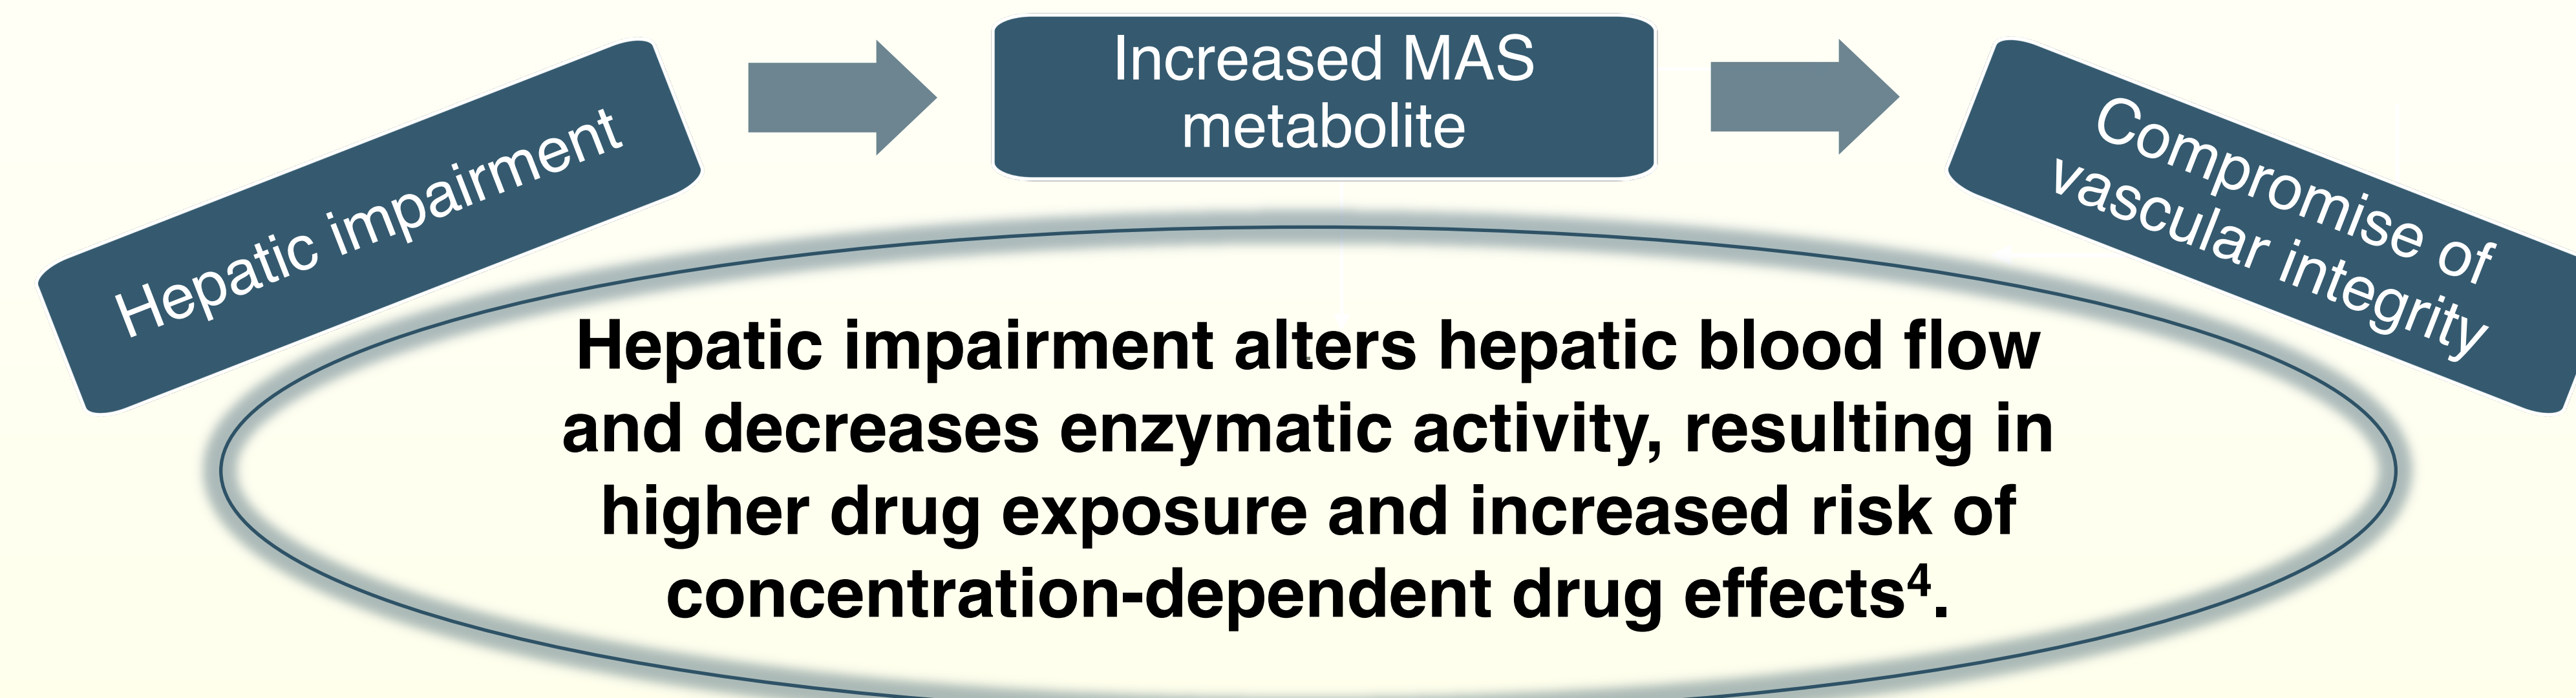 Hepatic impairment
Increased MAS
metabolite
Compromise of
vascular integrity
Hepatic impairment alters hepatic blood flow
and decreases enzymatic activity, resulting in
higher drug exposure and increased risk of
concentration-dependent drug effects⁴.